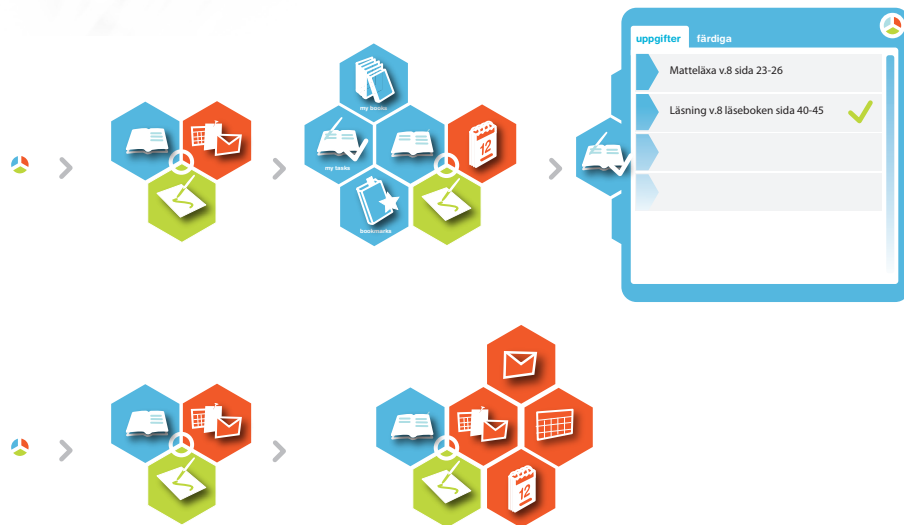 uppgifter färdiga
Matteläxa v.8 sida 23-26
my books
Läsning v.8 läseboken sida 40-45
12
my tasks
bookmarks
12